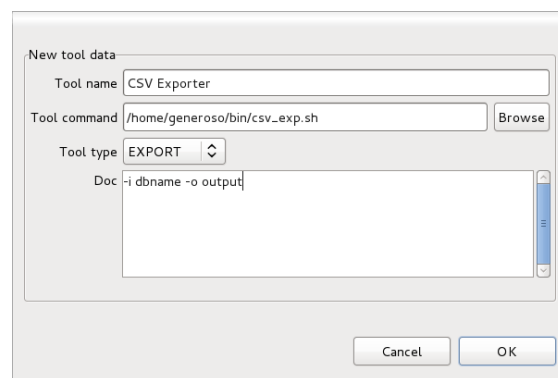 New tool data
Tool name CSV Exporter
Tool command /home/generoso/bin/csv_exp.sh Browse
Tool type EXPORT
Doc -i dbname -o output
Cancel OK